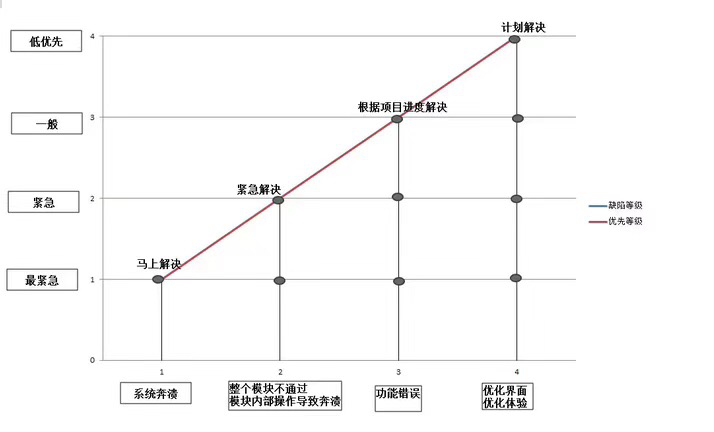 计划解决
低优先
4
根据项目进度解决
一般
3
紧急解决
紧急
2
缺陷等级
优先等级
马上解决
最紧急
1
0
1
2
3
4
系统奔溃
整个模块不通过
模块内部操作导致奔溃
功能错误
优化界面
优化体验